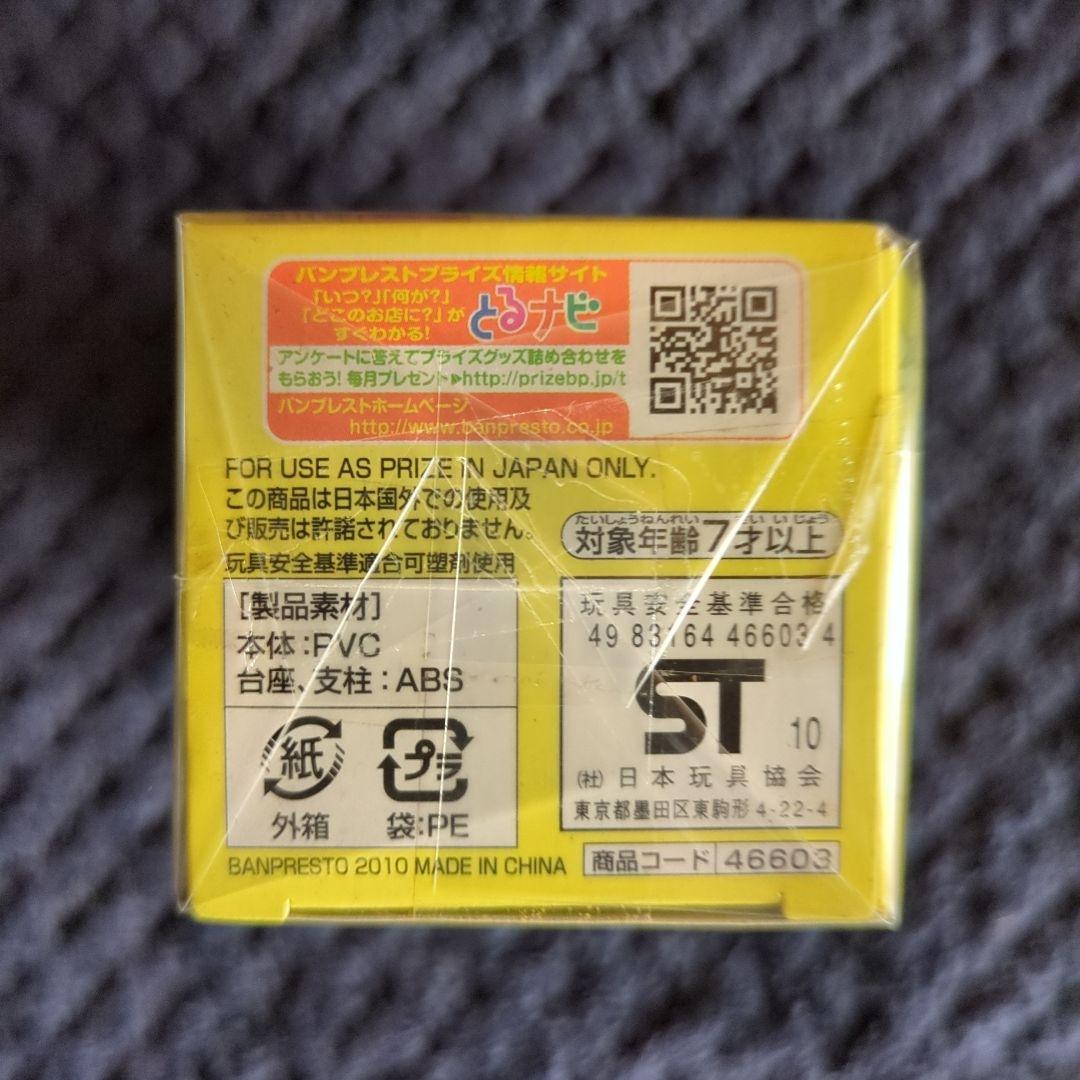 バンプレストプライズ情報サイト
「いつ?」「何が?」
「どこのお店に?」が
すぐわかる!
とるナビ
アンケートに答えてプライズグッズ詰め合わせを
もらおう! 毎月プレゼント▶http://prizebp.jp/t
バンプレストホームページ
http://www.banpresto.co.jp
FOR USE AS PRIZE IN JAPAN ONLY.
この商品は日本国外での使用及
び販売は許諾されておりません。
玩具安全基準適合可塑剤使用
たいしょうねんれい さい いじょう
対象年齢7才以上
[製品素材]
本体:PVC
台座、支柱:ABS
紙
外箱
プラ
袋:PE
玩具安全基準合格
49 83164 46603 4
ST
10
(社)日本玩具協会
東京都墨田区東駒形4-22-4
BANPRESTO 2010 MADE IN CHINA
商品コード 46603